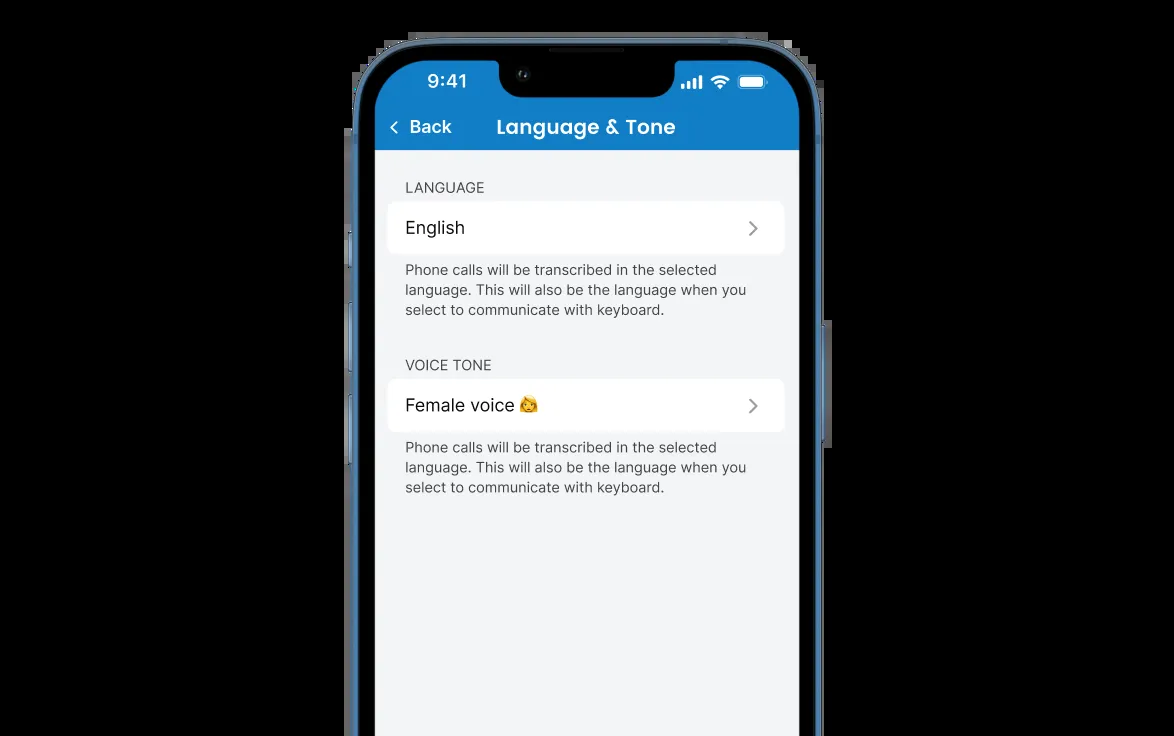 9:41
Back
Language & Tone
LANGUAGE
English
Phone calls will be transcribed in the selected
language. This will also be the language when you
select to communicate with keyboard.
VOICE TONE
Female voice 👩
Phone calls will be transcribed in the selected
language. This will also be the language when you
select to communicate with keyboard.